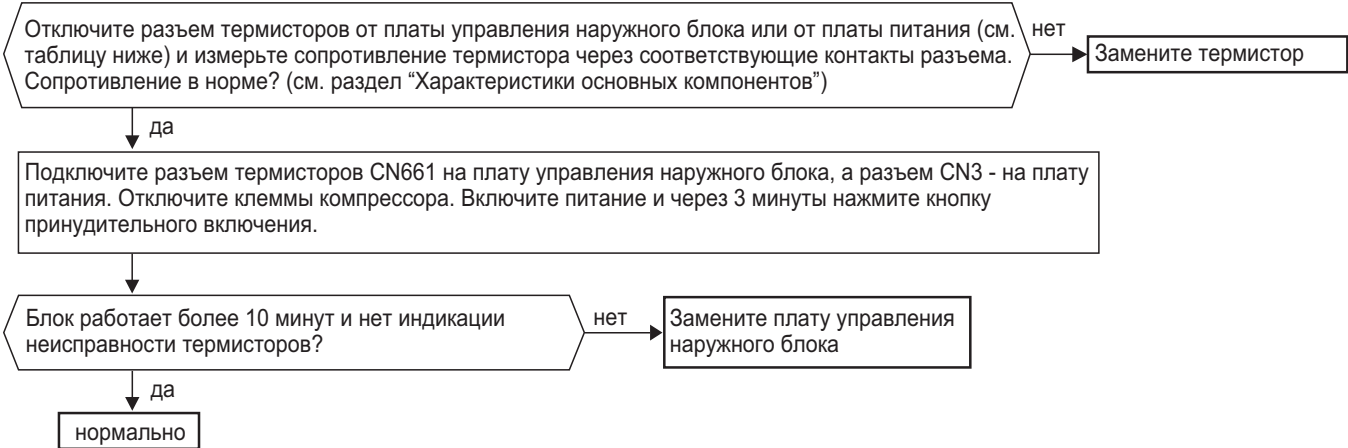 Отключите разъем термисторов от платы управления наружного блока или от платы питания (см.
таблицу ниже) и измерьте сопротивление термистора через соответствующие контакты разъема.
Сопротивление в норме? (см. раздел “Характеристики основных компонентов”)
нет
Замените термистор
да
Подключите разъем термисторов CN661 на плату управления наружного блока, а разъем CN3 - на плату
питания. Отключите клеммы компрессора. Включите питание и через 3 минуты нажмите кнопку
принудительного включения.
Блок работает более 10 минут и нет индикации
неисправности термисторов?
нет
Замените плату управления
наружного блока
да
нормально